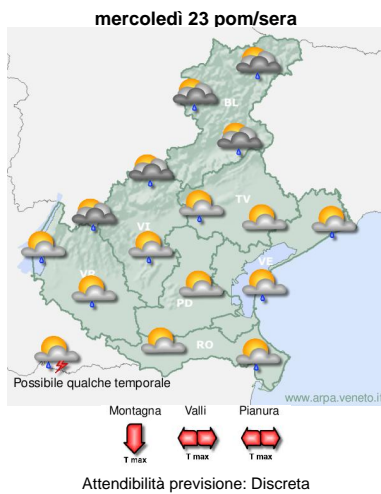 mercoledì 23 pom/sera
BL
TV
VI
VE
VR
PD
RO
Possibile qualche temporale
www.arpa.veneto.it
Montagna Valli Pianura
T max T max T max
Attendibilità previsione: Discreta